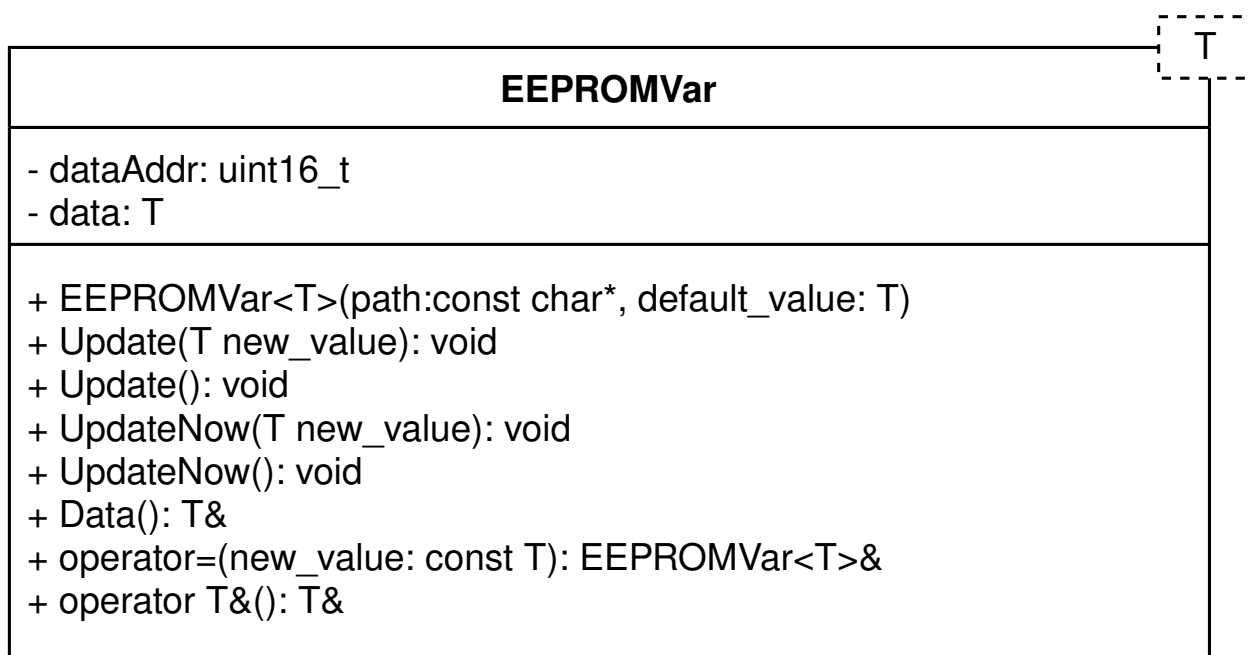 T
EEPROMVar
- dataAddr: uint16_t
- data: T
+ EEPROMVar<T>(path:const char*, default_value: T)
+ Update(T new_value): void
+ Update(): void
+ UpdateNow(T new_value): void
+ UpdateNow(): void
+ Data(): T&
+ operator=(new_value: const T): EEPROMVar<T>&
+ operator T&(): T&